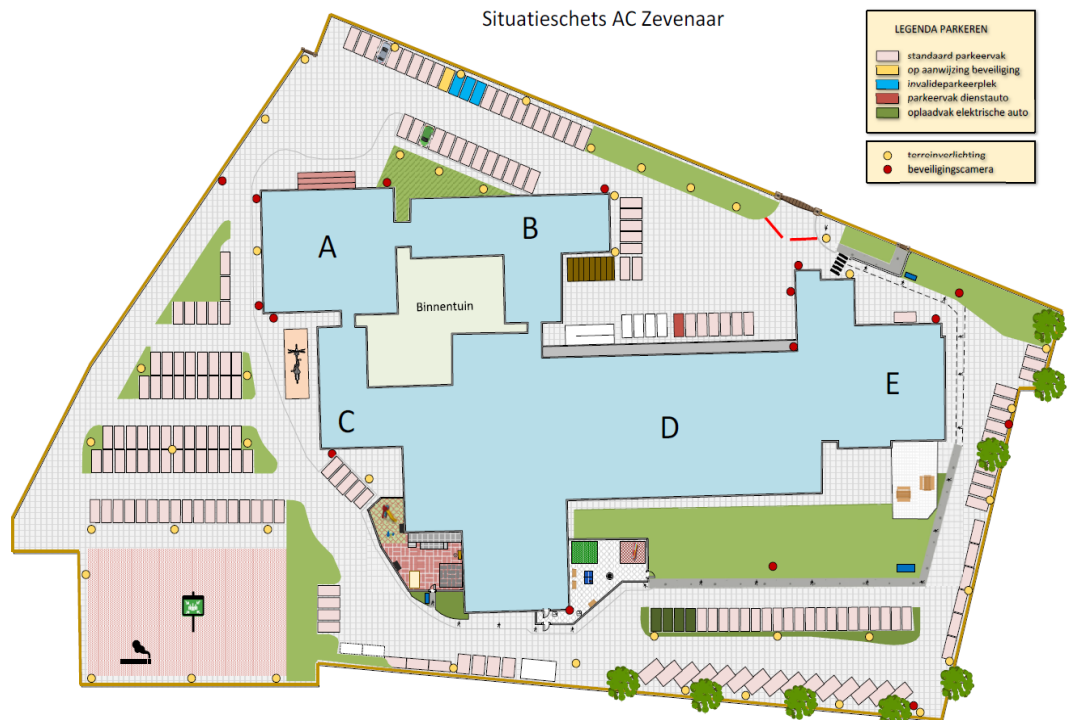 Situatieschets AC Zevenaar
LEGENDA PARKEREN
standaard parkeervak
op aanwijzing beveiliging
invalideparkeerplek
parkeervak dienstauto
oplaadvak elektrische auto
terreinverlichting
beveiligingscamera
A
B
Binnentuin
C
D
E